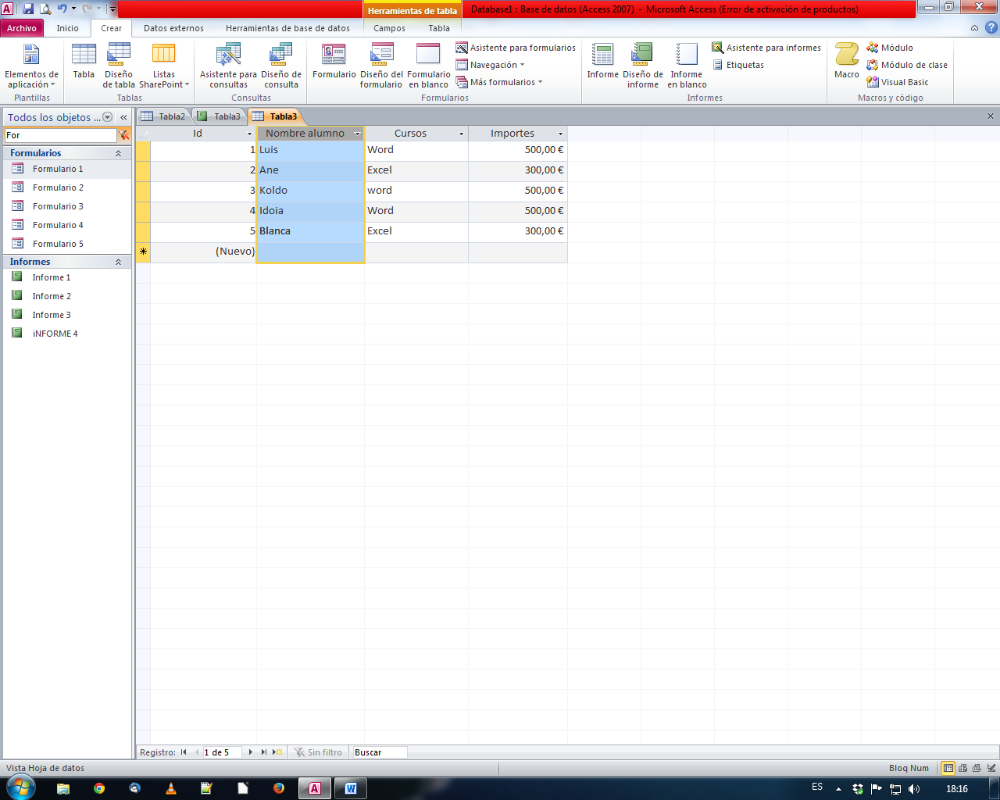 Herramientas de tabla
Database1 : Base de datos (Access 2007) - Microsoft Access (Error de activación de productos)
Archivo Inicio Crear Datos externos Herramientas de base de datos Campos Tabla
Elementos de aplicación
Tabla
Diseño de tabla
Listas SharePoint
Asistente para consultas
Diseño de consulta
Formulario
Diseño del formulario
Formulario en blanco
Asistente para formularios
Navegación
Más formularios
Informe
Diseño de informe
Informe en blanco
Asistente para informes
Etiquetas
Macro
Módulo
Módulo de clase
Visual Basic
Plantillas Tablas Consultas Formularios Informes Macros y código
Todos los objetos ...
For
Formularios
Formulario 1
Formulario 2
Formulario 3
Formulario 4
Formulario 5
Informes
Informe 1
Informe 2
Informe 3
iNFORME 4
Tabla2 Tabla3 Tabla3
Id Nombre alumno Cursos Importes
1 Luis Word 500,00 €
2 Ane Excel 300,00 €
3 Koldo word 500,00 €
4 Idoia Word 500,00 €
5 Blanca Excel 300,00 €
(Nuevo)
Registro: 1 de 5 Sin filtro Buscar
Vista Hoja de datos Bloq Num
ES 18:16